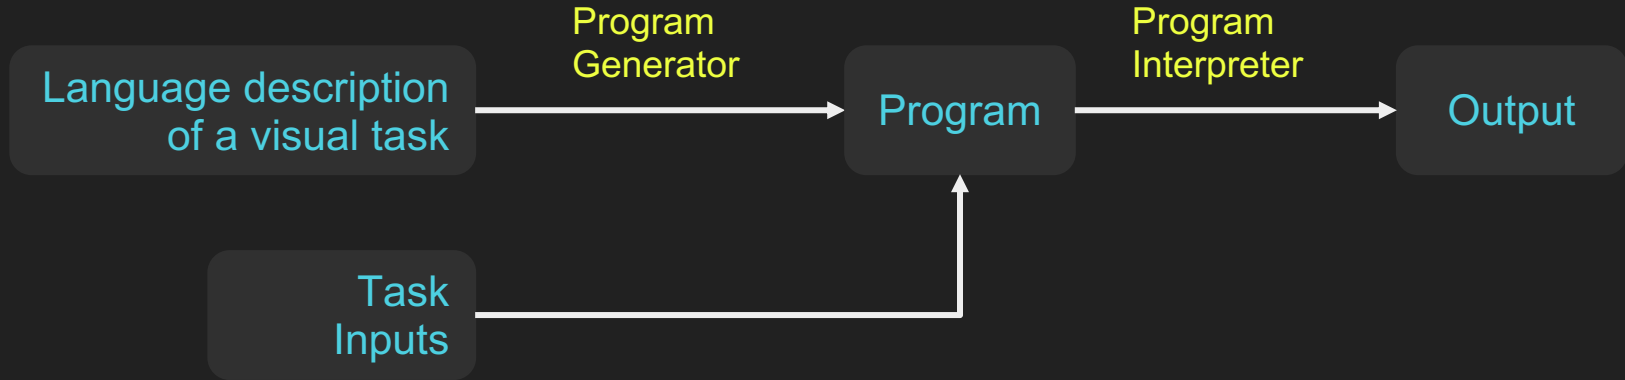 Program
Generator
Program
Interpreter
Language description
of a visual task
Program
Output
Task
Inputs